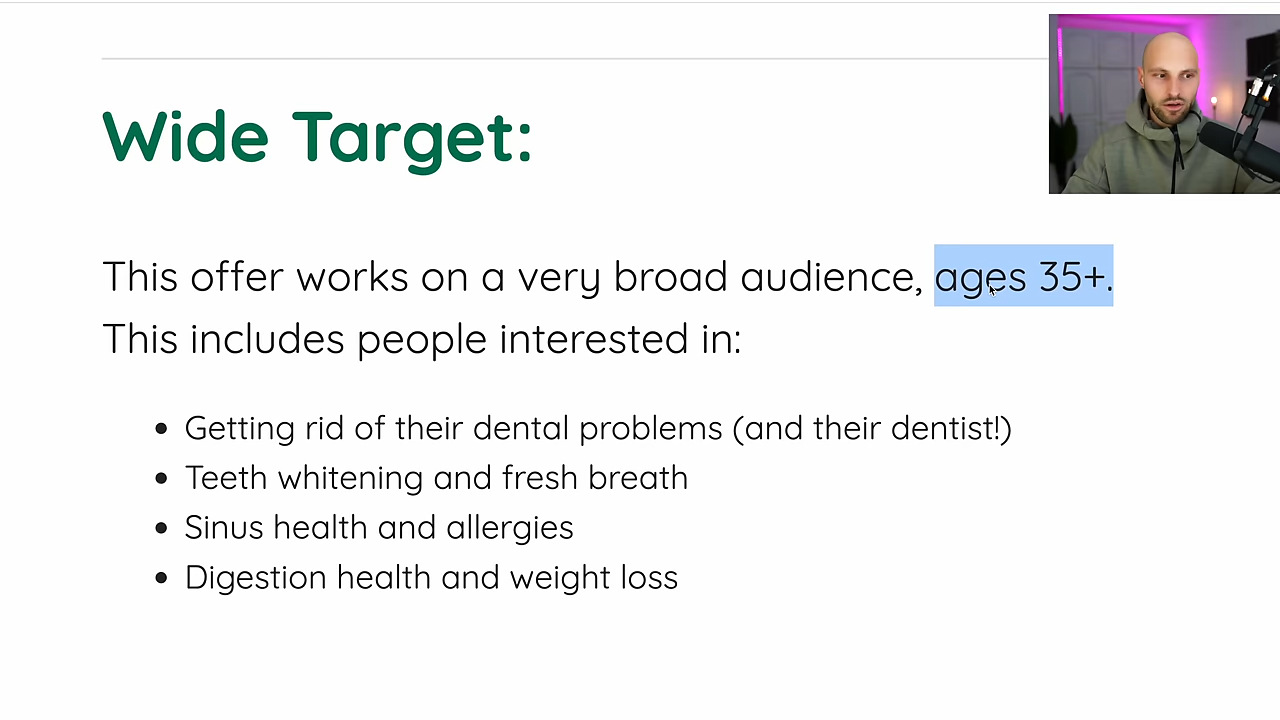 Wide Target:
This offer works on a very broad audience, ages 35+.
This includes people interested in:
• Getting rid of their dental problems (and their dentist!)
• Teeth whitening and fresh breath
• Sinus health and allergies
• Digestion health and weight loss